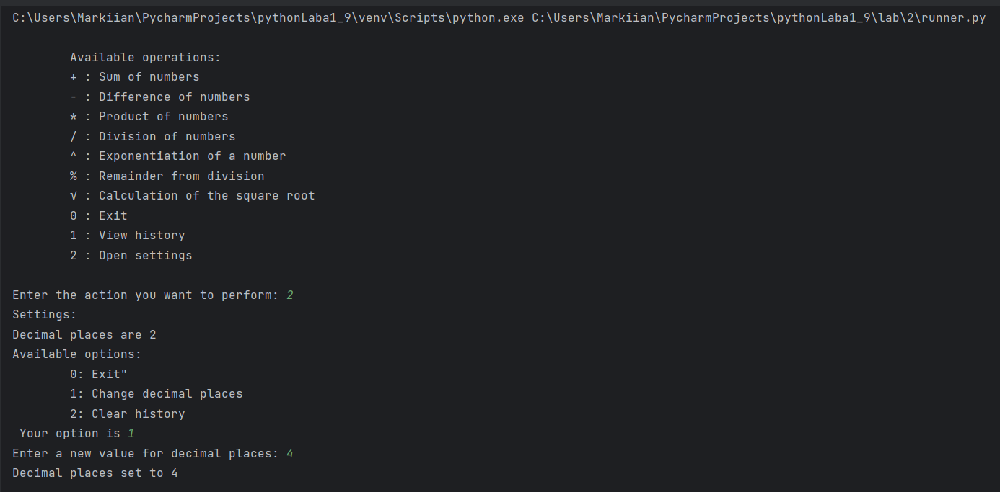 C:\Users\Markiian\PycharmProjects\pythonLaba1_9\venv\Scripts\python.exe C:\Users\Markiian\PycharmProjects\pythonLaba1_9\lab\2\runner.py
Available operations:
+ : Sum of numbers
- : Difference of numbers
* : Product of numbers
/ : Division of numbers
^ : Exponentiation of a number
% : Remainder from division
√ : Calculation of the square root
0 : Exit
1 : View history
2 : Open settings
Enter the action you want to perform: 2
Settings:
Decimal places are 2
Available options:
0: Exit"
1: Change decimal places
2: Clear history
Your option is 1
Enter a new value for decimal places: 4
Decimal places set to 4